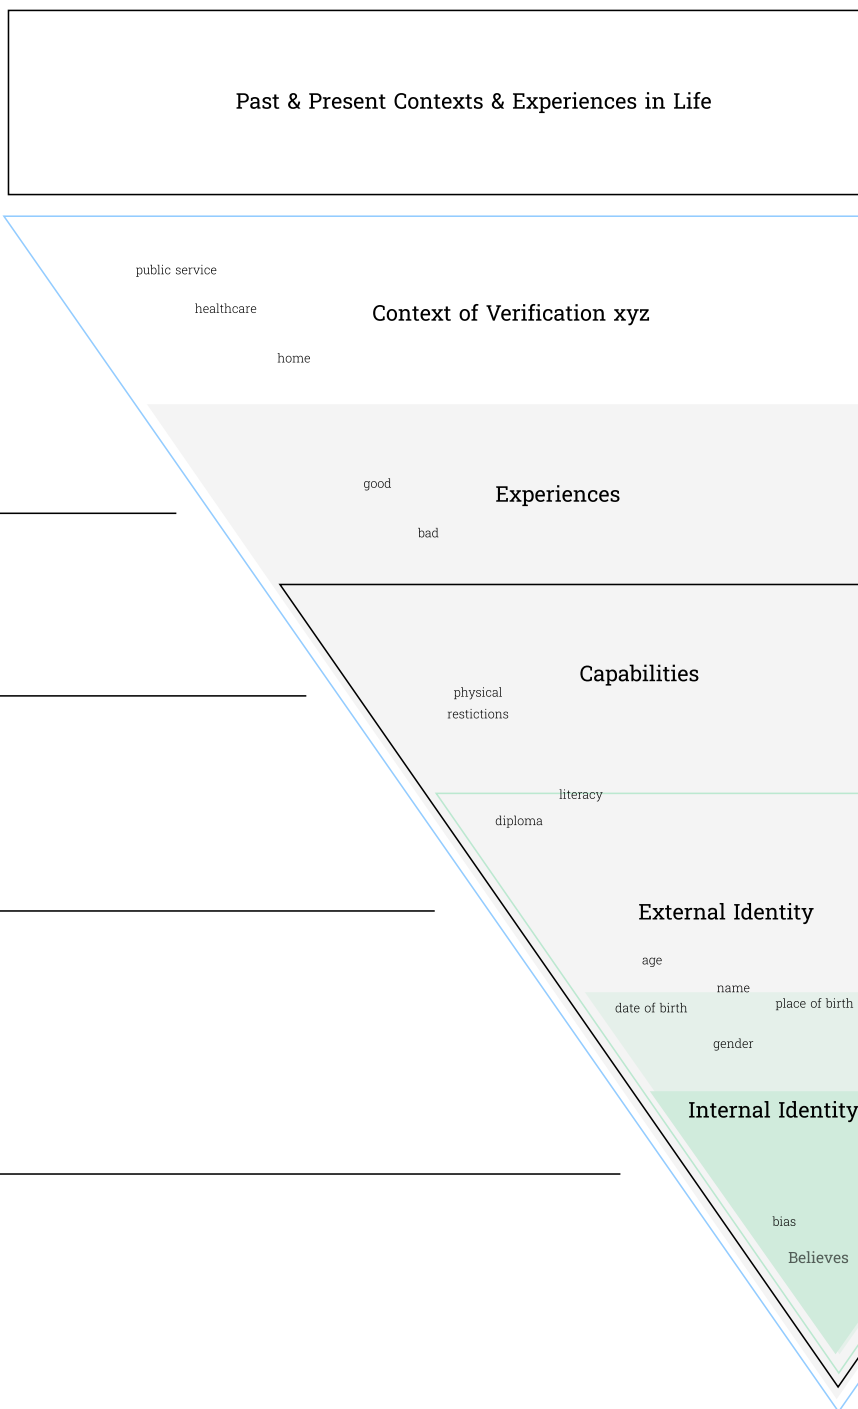 Past & Present Contexts & Experiences in Life
public service
healthcare
Context of Verification xyz
home
good
Experiences
bad
Capabilities
physical
restictions
literacy
diploma
External Identity
age
name
place of birth
date of birth
gender
Internal Identity
bias
Believes